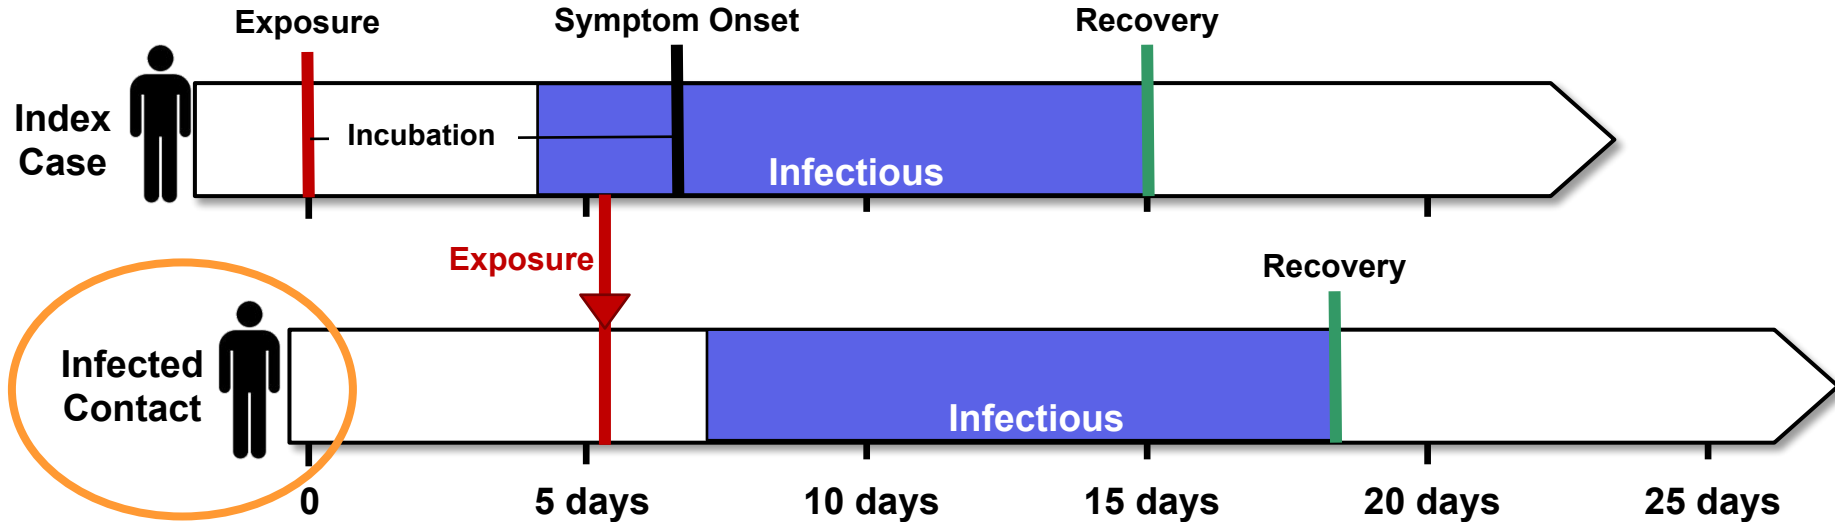 Exposure
Symptom Onset
Recovery
Index
Case
Incubation
Infectious
Exposure
Recovery
Infected
Contact
Infectious
0
5 days
10 days
15 days
20 days
25 days